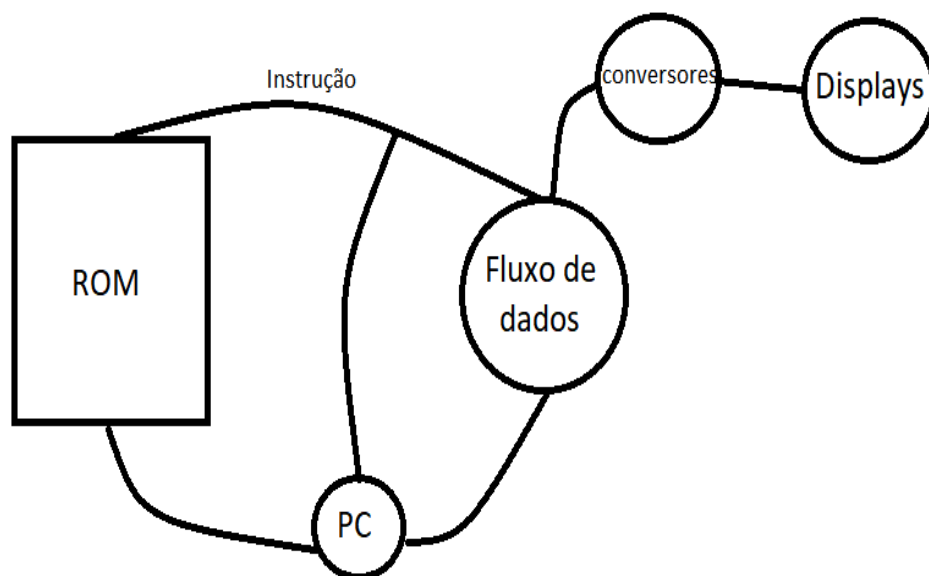 Instrução
conversores
Displays
ROM
Fluxo de
dados
PC